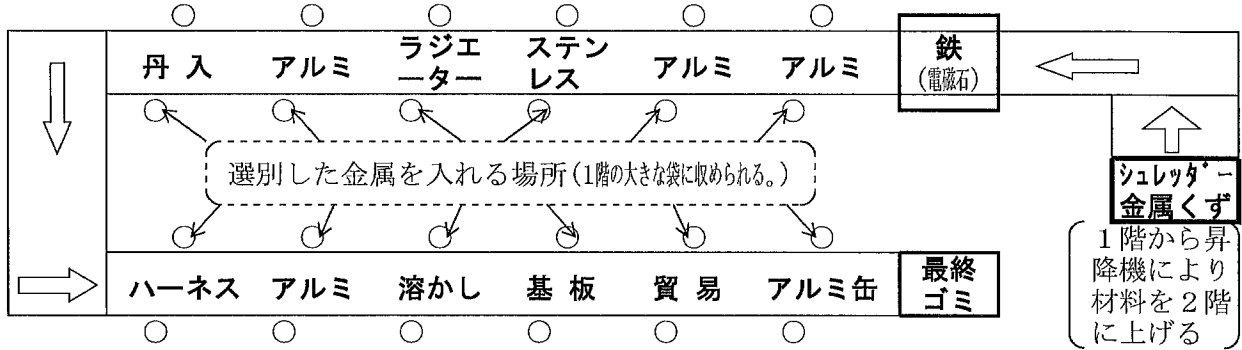 丹 入
アルミ
ラジエ
ーター
ステン
レス
アルミ
アルミ
鉄
(電磁石)
選別した金属を入れる場所(1階の大きな袋に収められる。)
シュレッダー
金属くず
1階から昇
降機により
材料を2階
に上げる
ハーネス
アルミ
溶かし
基 板
貿 易
アルミ缶
最終
ゴミ